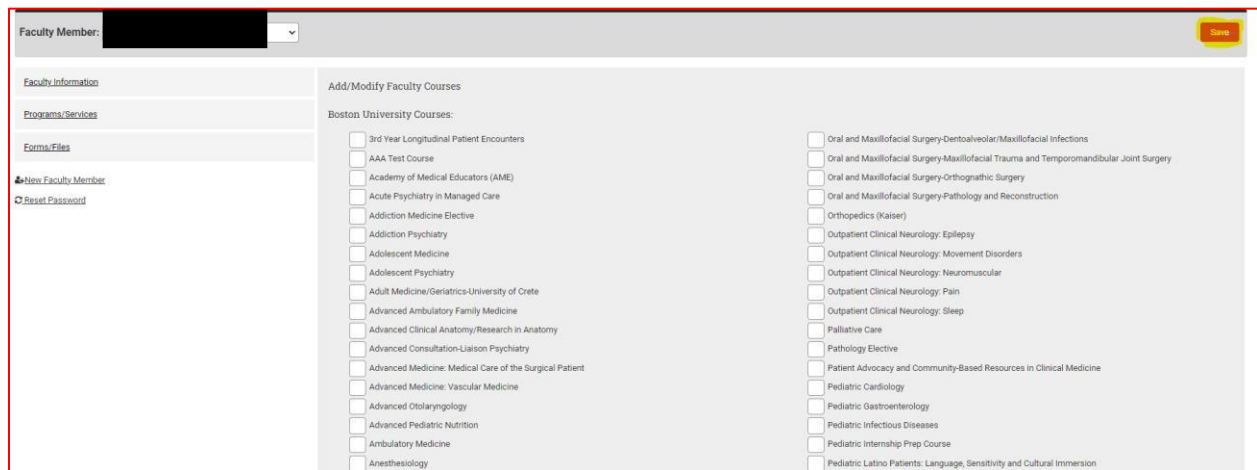 Faculty Member:
Save
Faculty Information
Programs/Services
Forms/Files
New Faculty Member
Reset Password
Add/Modify Faculty Courses
Boston University Courses:
3rd Year Longitudinal Patient Encounters
AAA Test Course
Academy of Medical Educators (AME)
Acute Psychiatry in Managed Care
Addiction Medicine Elective
Addiction Psychiatry
Adolescent Medicine
Adolescent Psychiatry
Adult Medicine/Geriatrics-University of Crete
Advanced Ambulatory Family Medicine
Advanced Clinical Anatomy/Research in Anatomy
Advanced Consultation-Liaison Psychiatry
Advanced Medicine: Medical Care of the Surgical Patient
Advanced Medicine: Vascular Medicine
Advanced Otolaryngology
Advanced Pediatric Nutrition
Ambulatory Medicine
Anesthesiology
Oral and Maxillofacial Surgery-Dentoalveolar/Maxillofacial Infections
Oral and Maxillofacial Surgery-Maxillofacial Trauma and Temporomandibular Joint Surgery
Oral and Maxillofacial Surgery-Orthognathic Surgery
Oral and Maxillofacial Surgery-Pathology and Reconstruction
Orthopedics (Kaiser)
Outpatient Clinical Neurology: Epilepsy
Outpatient Clinical Neurology: Movement Disorders
Outpatient Clinical Neurology: Neuromuscular
Outpatient Clinical Neurology: Pain
Outpatient Clinical Neurology: Sleep
Palliative Care
Pathology Elective
Patient Advocacy and Community-Based Resources in Clinical Medicine
Pediatric Cardiology
Pediatric Gastroenterology
Pediatric Infectious Diseases
Pediatric Internship Prep Course
Pediatric Latino Patients: Language, Sensitivity and Cultural Immersion